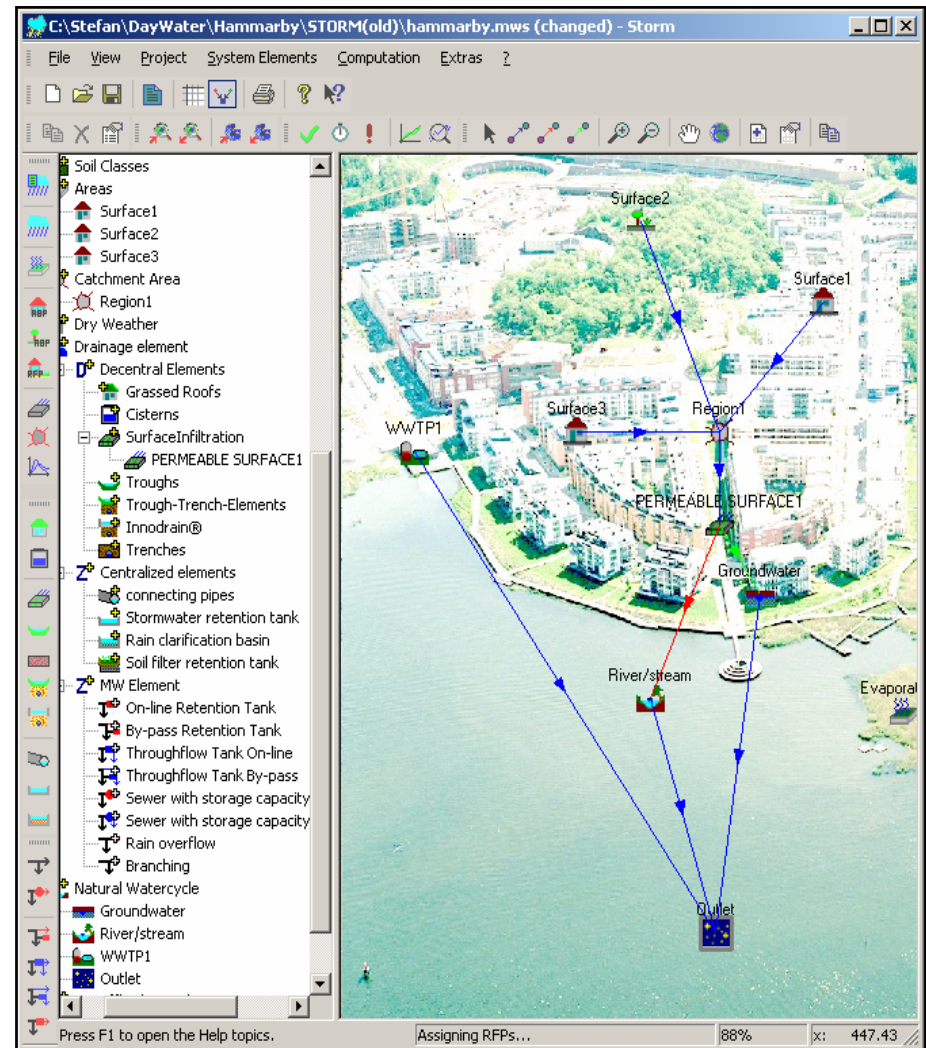 C:\Stefan\DayWater\Hammarby\STORM(old)\hammarby.mws (changed) - Storm
File View Project System Elements Computation Extras ?
Soil Classes
Areas
Surface1
Surface2
Surface3
Catchment Area
Region1
Dry Weather
Drainage element
D Decentral Elements
Grassed Roofs
Cisterns
SurfaceInfiltration
PERMEABLE SURFACE1
Troughs
Trough-Trench-Elements
Innodrain®
Trenches
Z Centralized elements
connecting pipes
Stormwater retention tank
Rain clarification basin
Soil filter retention tank
Z MW Element
On-line Retention Tank
By-pass Retention Tank
Throughflow Tank On-line
Throughflow Tank By-pass
Sewer with storage capacity
Sewer with storage capacity
Rain overflow
Branching
Natural Watercycle
Groundwater
River/stream
WWTP1
Outlet
RBP
RBP
RFP
Surface2
Surface1
Surface3
Region1
WWTP1
PERMEABLE SURFACE1
Groundwater
River/stream
Evaporat
Outlet
Press F1 to open the Help topics. Assigning RFPs... 88% x: 447.43